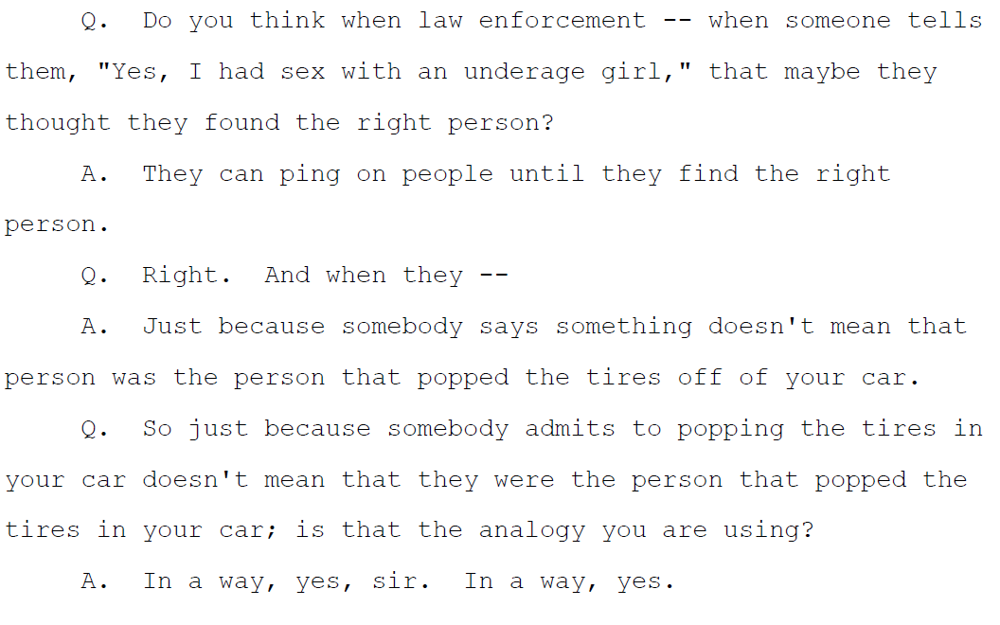 Q. Do you think when law enforcement -- when someone tells
them, "Yes, I had sex with an underage girl," that maybe they
thought they found the right person?
A. They can ping on people until they find the right
person.
Q. Right. And when they --
A. Just because somebody says something doesn't mean that
person was the person that popped the tires off of your car.
Q. So just because somebody admits to popping the tires in
your car doesn't mean that they were the person that popped the
tires in your car; is that the analogy you are using?
A. In a way, yes, sir. In a way, yes.